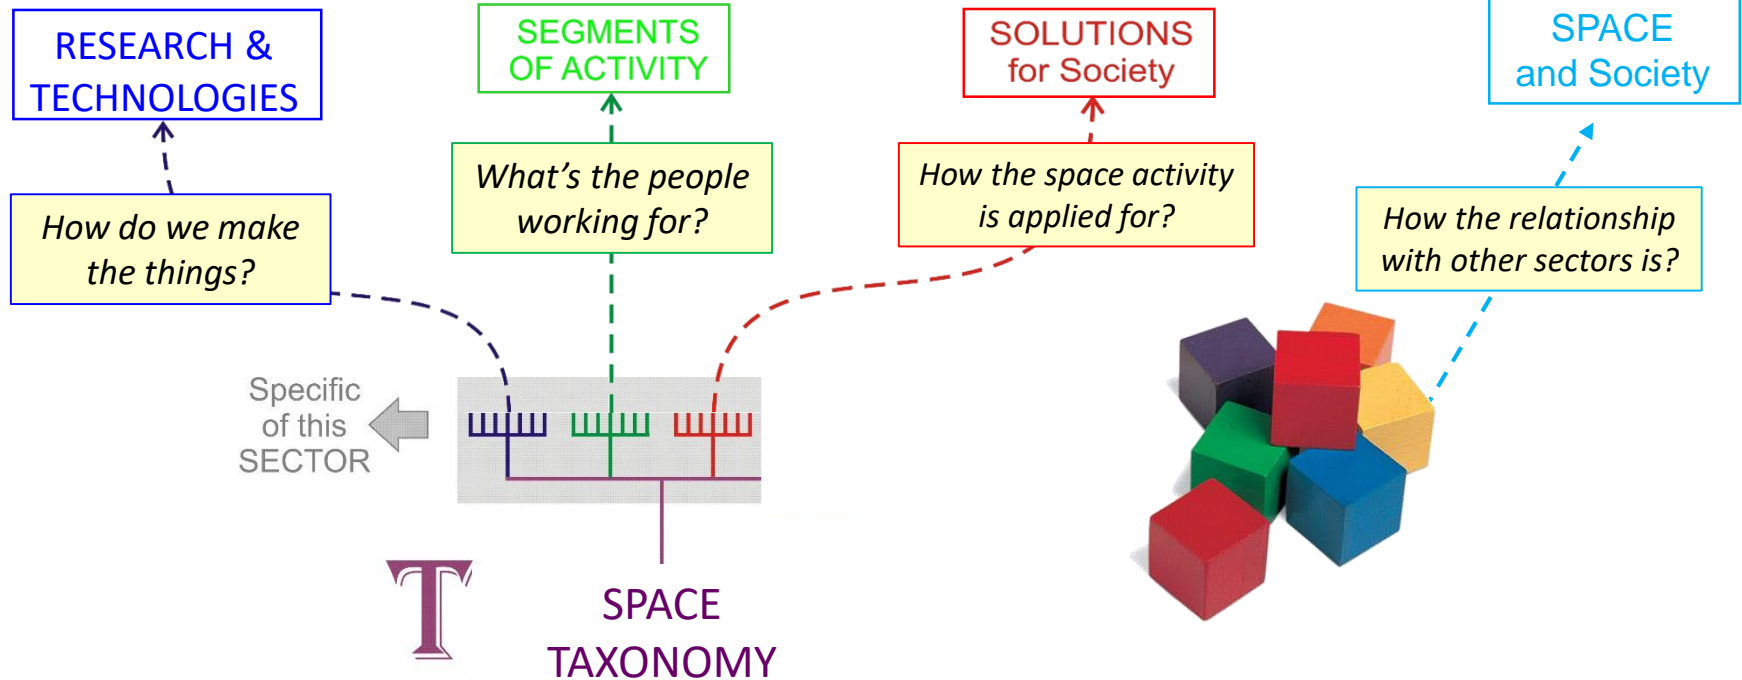 RESEARCH &
TECHNOLOGIES
SEGMENTS
OF ACTIVITY
SOLUTIONS
for Society
SPACE
and Society
How do we make
the things?
What’s the people
working for?
How the space activity
is applied for?
How the relationship
with other sectors is?
Specific
of this
SECTOR
T
SPACE
TAXONOMY